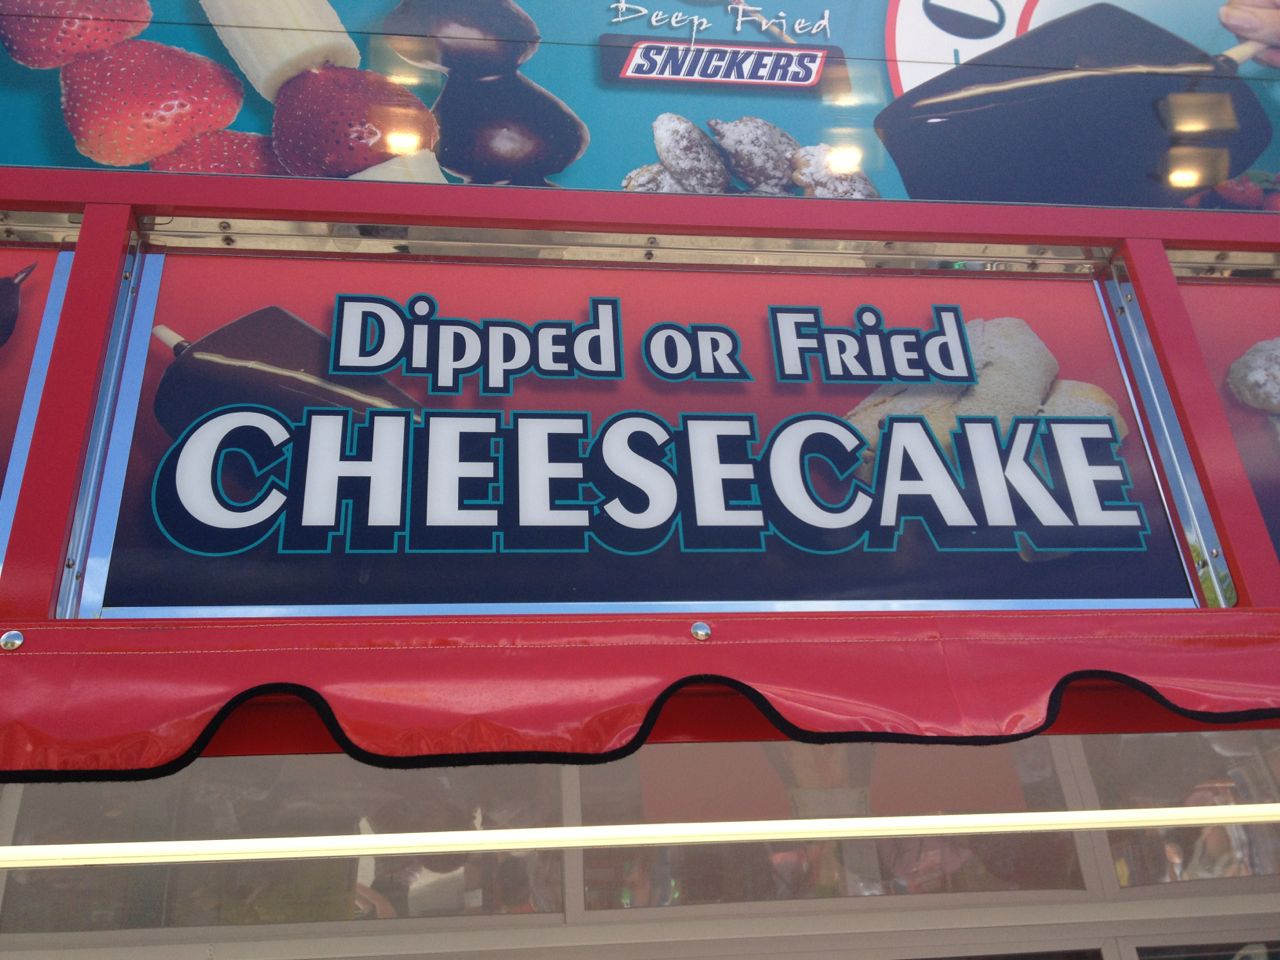 Deep Fried
SNICKERS
Dipped or Fried
CHEESECAKE